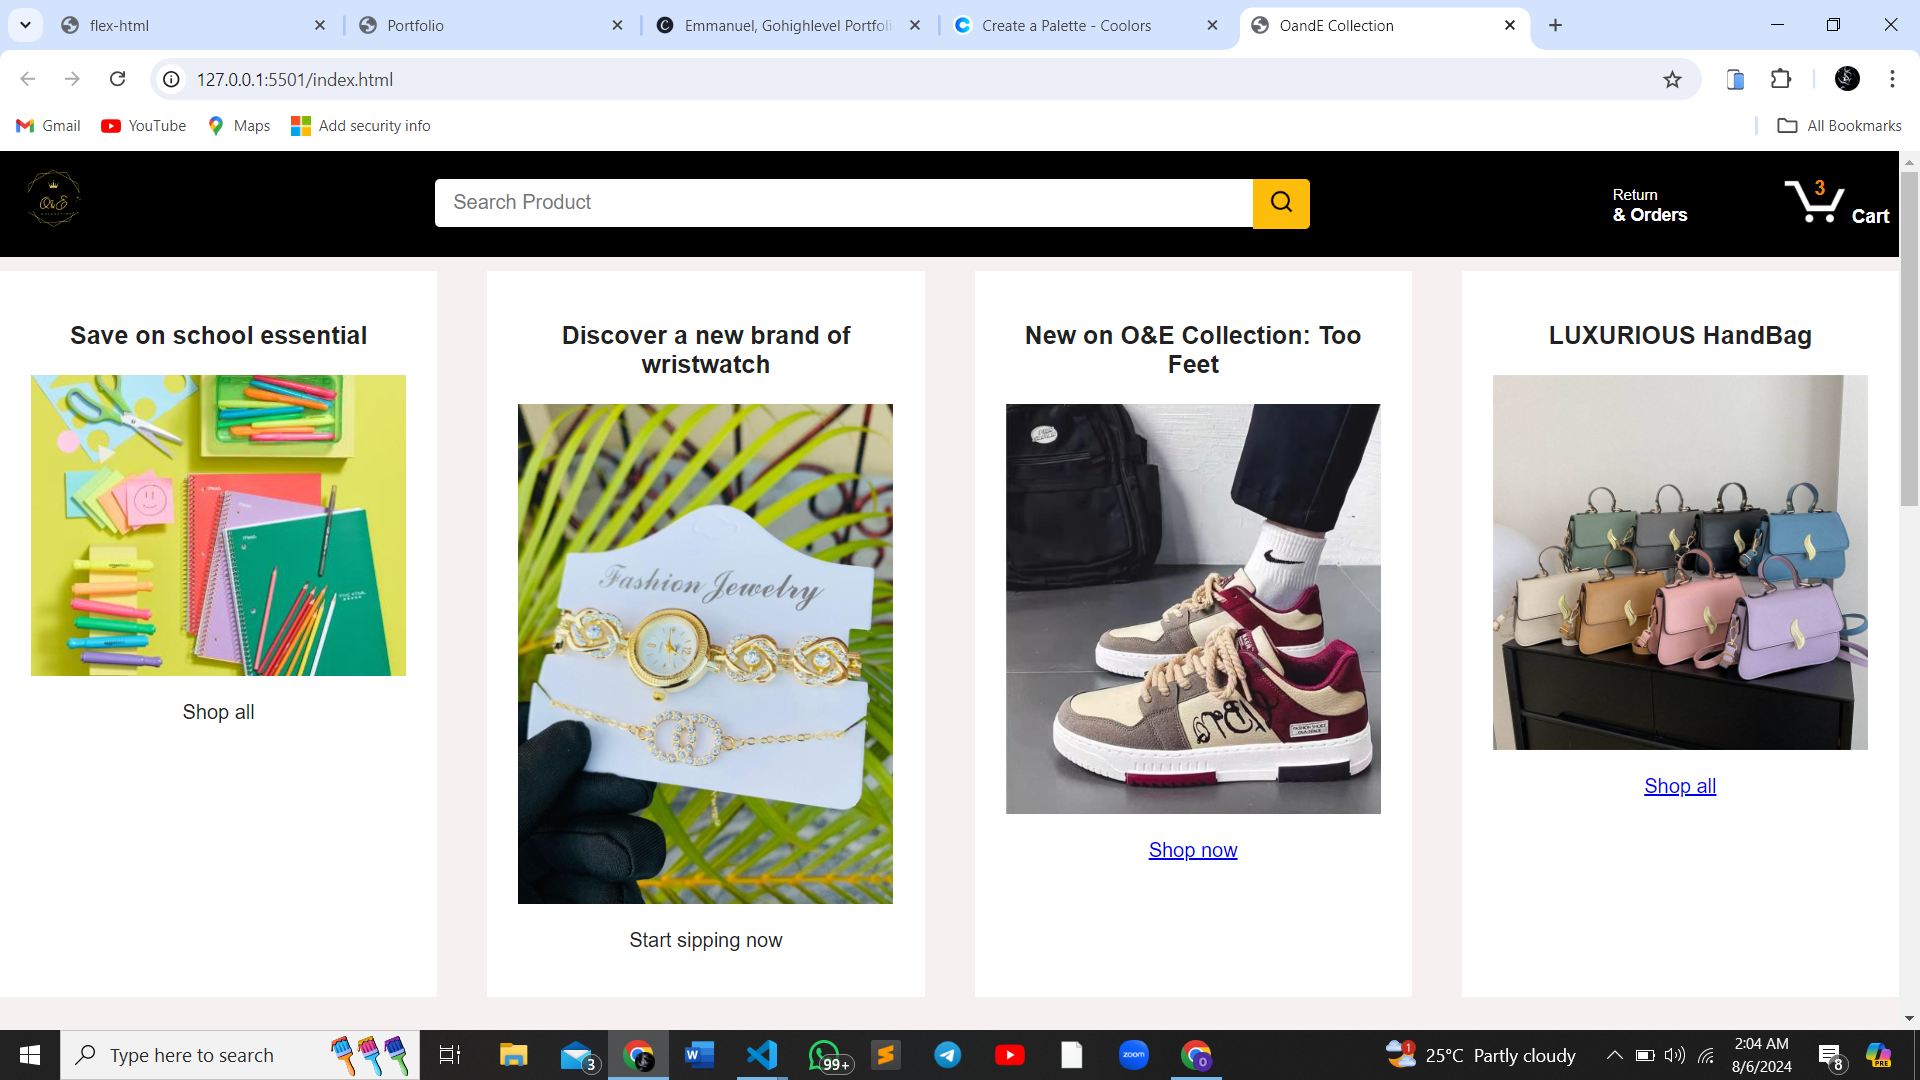 flex-html
Portfolio
Emmanuel, Gohighlevel Portfoli
Create a Palette - Coolors
OandE Collection
127.0.0.1:5501/index.html
Gmail
YouTube
Maps
Add security info
All Bookmarks
O&E
Search Product
Return
& Orders
3
Cart
Save on school essential
Shop all
Discover a new brand of
wristwatch
Fashion Jewelry
Start sipping now
New on O&E Collection: Too
Feet
Shop now
LUXURIOUS HandBag
Shop all
Type here to search
3
99+
zoom
1
25°C Partly cloudy
2:04 AM
8/6/2024
8
PRE